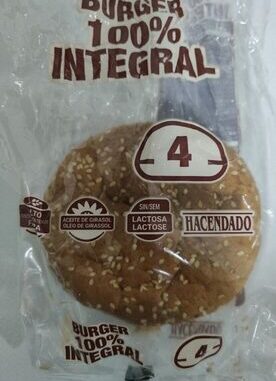 BURGER
100%
INTEGRAL
4
ACEITE DE GIRASOL
ÓLEO DE GIRASSOL
SIN/SEM
LACTOSA
LACTOSE
HACENDADO
BURGER
100%
INTEGRAL
4